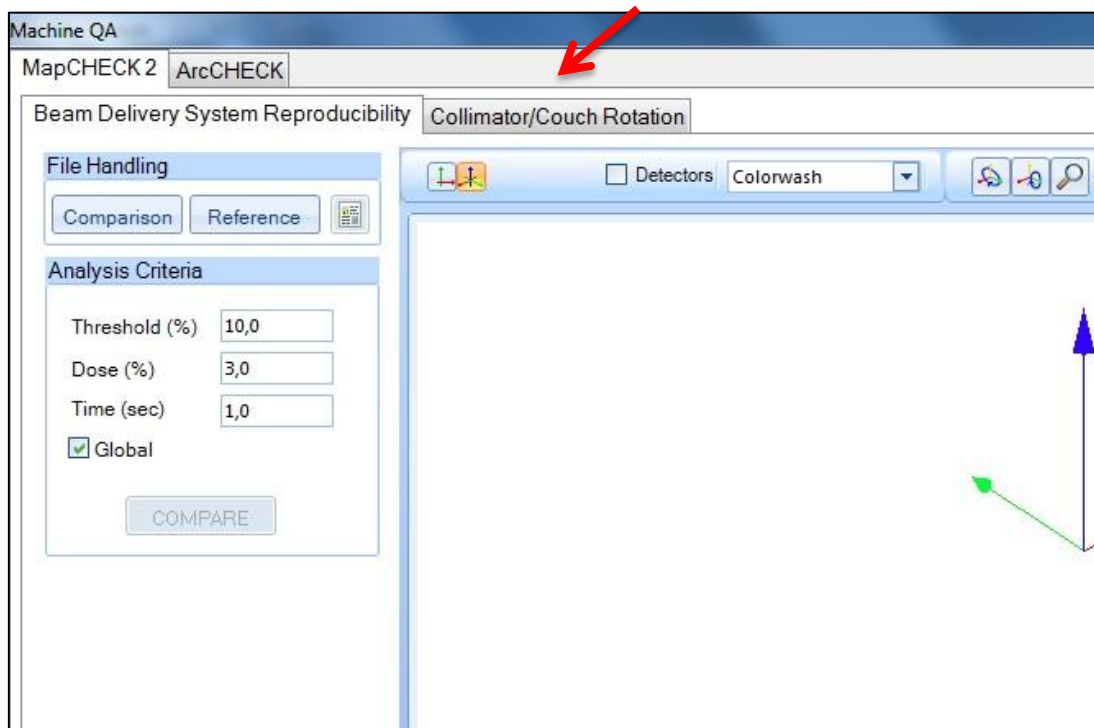 Machine QA
MapCHECK 2 ArcCHECK
Beam Delivery System Reproducibility Collimator/Couch Rotation
File Handling
Detectors Colorwash
Comparison Reference
Analysis Criteria
Threshold (%) 10,0
Dose (%) 3,0
Time (sec) 1,0
Global
COMPARE